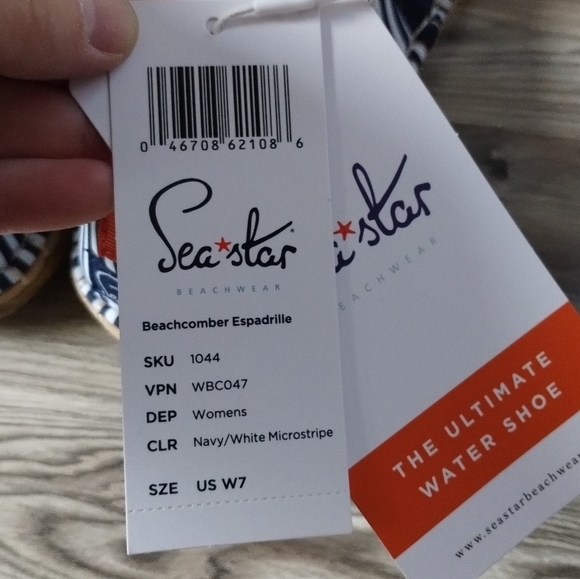 0 46708 62108 6
Sea★star
BEACHWEAR
Beachcomber Espadrille
SKU 1044
VPN WBC047
DEP Womens
CLR Navy/White Microstripe
SZE US W7
a★star
EACHWEAR
THE ULTIMATE
WATER SHOE
www.seastarbeachwear